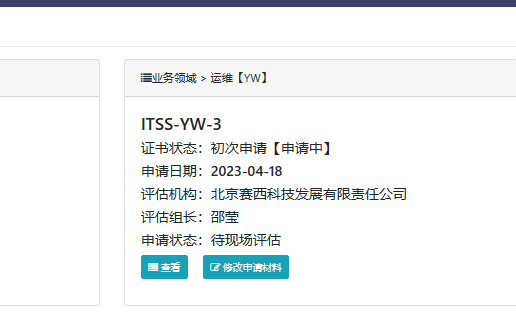 业务领域 > 运维【YW】
ITSS-YW-3
证书状态：初次申请【申请中】
申请日期：2023-04-18
评估机构：北京赛西科技发展有限责任公司
评估组长：邵莹
申请状态：待现场评估
查看 修改申请材料